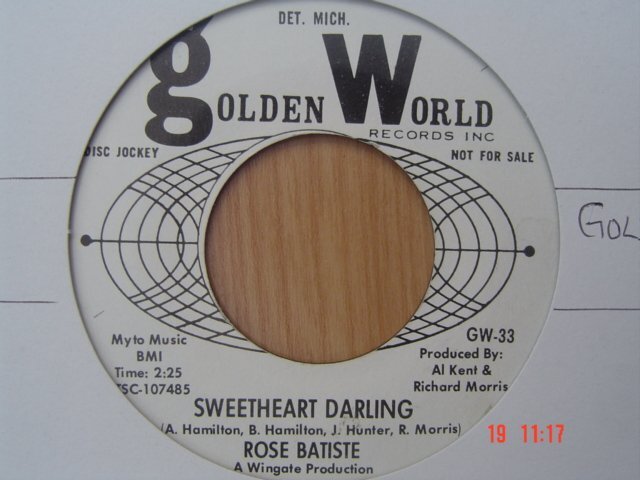 DET. MICH.
gOLDEN WORLD
RECORDS INC
DISC JOCKEY
NOT FOR SALE
GOL
GW-33
Myto Music
BMI
Time: 2:25
TSC-107485
Produced By:
Al Kent &
Richard Morris
SWEETHEART DARLING
(A. Hamilton, B. Hamilton, J. Hunter, R. Morris)
ROSE BATISTE
A Wingate Production
19 11:17